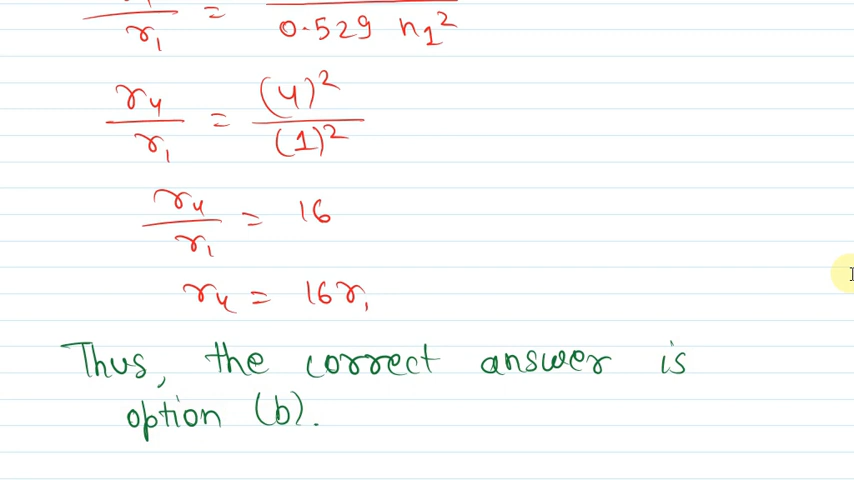 r₁ = 0.529 n₁²
r₄/r₁ = (4)²/(1)²
r₄/r₁ = 16
r₄ = 16r₁
Thus, the correct answer is
option (b).